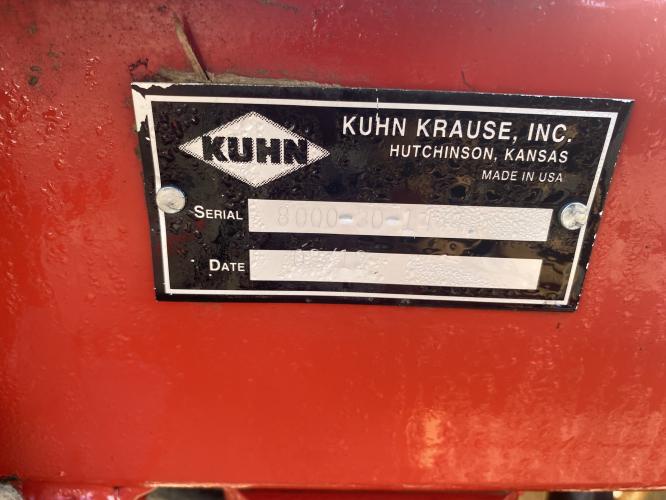 KUHN
KUHN KRAUSE, INC.
HUTCHINSON, KANSAS
MADE IN USA
SERIAL
DATE